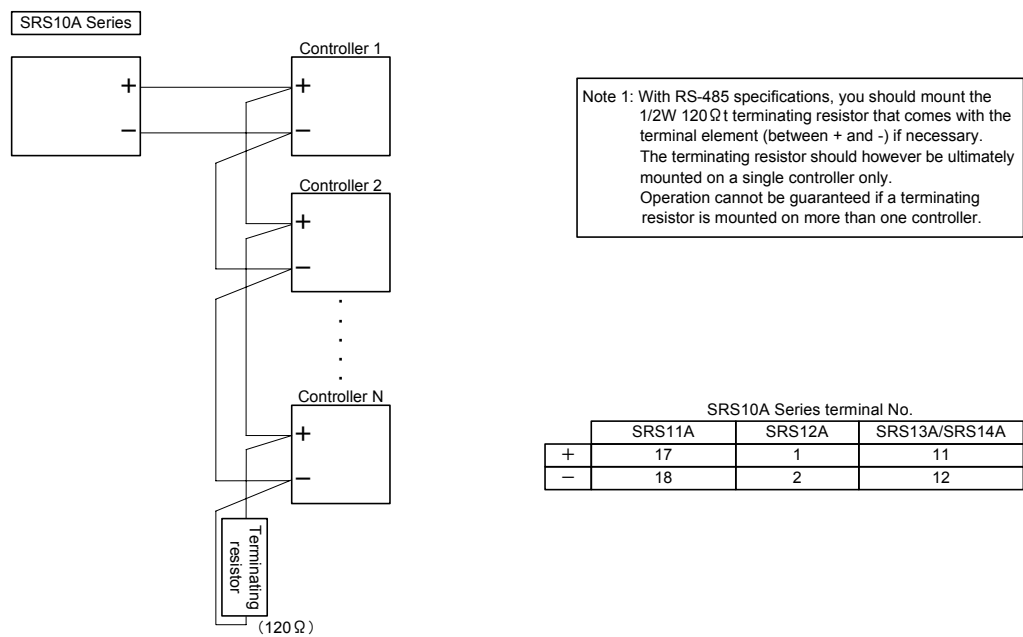 SRS10A Series
+
−
Controller 1
+
−
Controller 2
+
−
Controller N
+
−
Terminating
resistor
(120Ω)
Note 1: With RS-485 specifications, you should mount the
1/2W 120Ωt terminating resistor that comes with the
terminal element (between + and -) if necessary.
The terminating resistor should however be ultimately
mounted on a single controller only.
Operation cannot be guaranteed if a terminating
resistor is mounted on more than one controller.
SRS10A Series terminal No.
SRS11A SRS12A SRS13A/SRS14A
+ 17 1 11
− 18 2 12